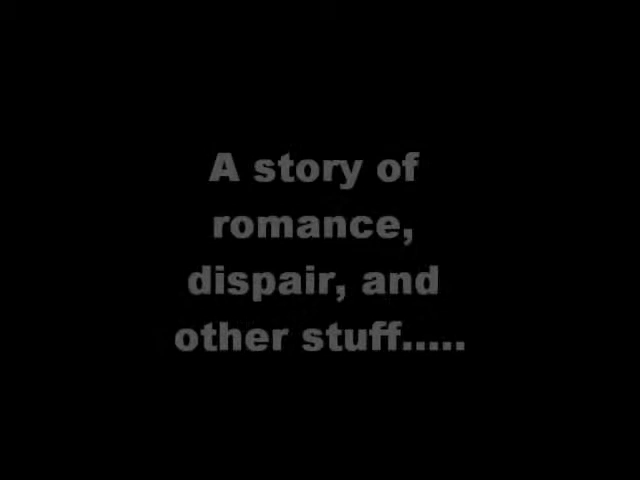 A story of
romance,
dispair, and
other stuff.....